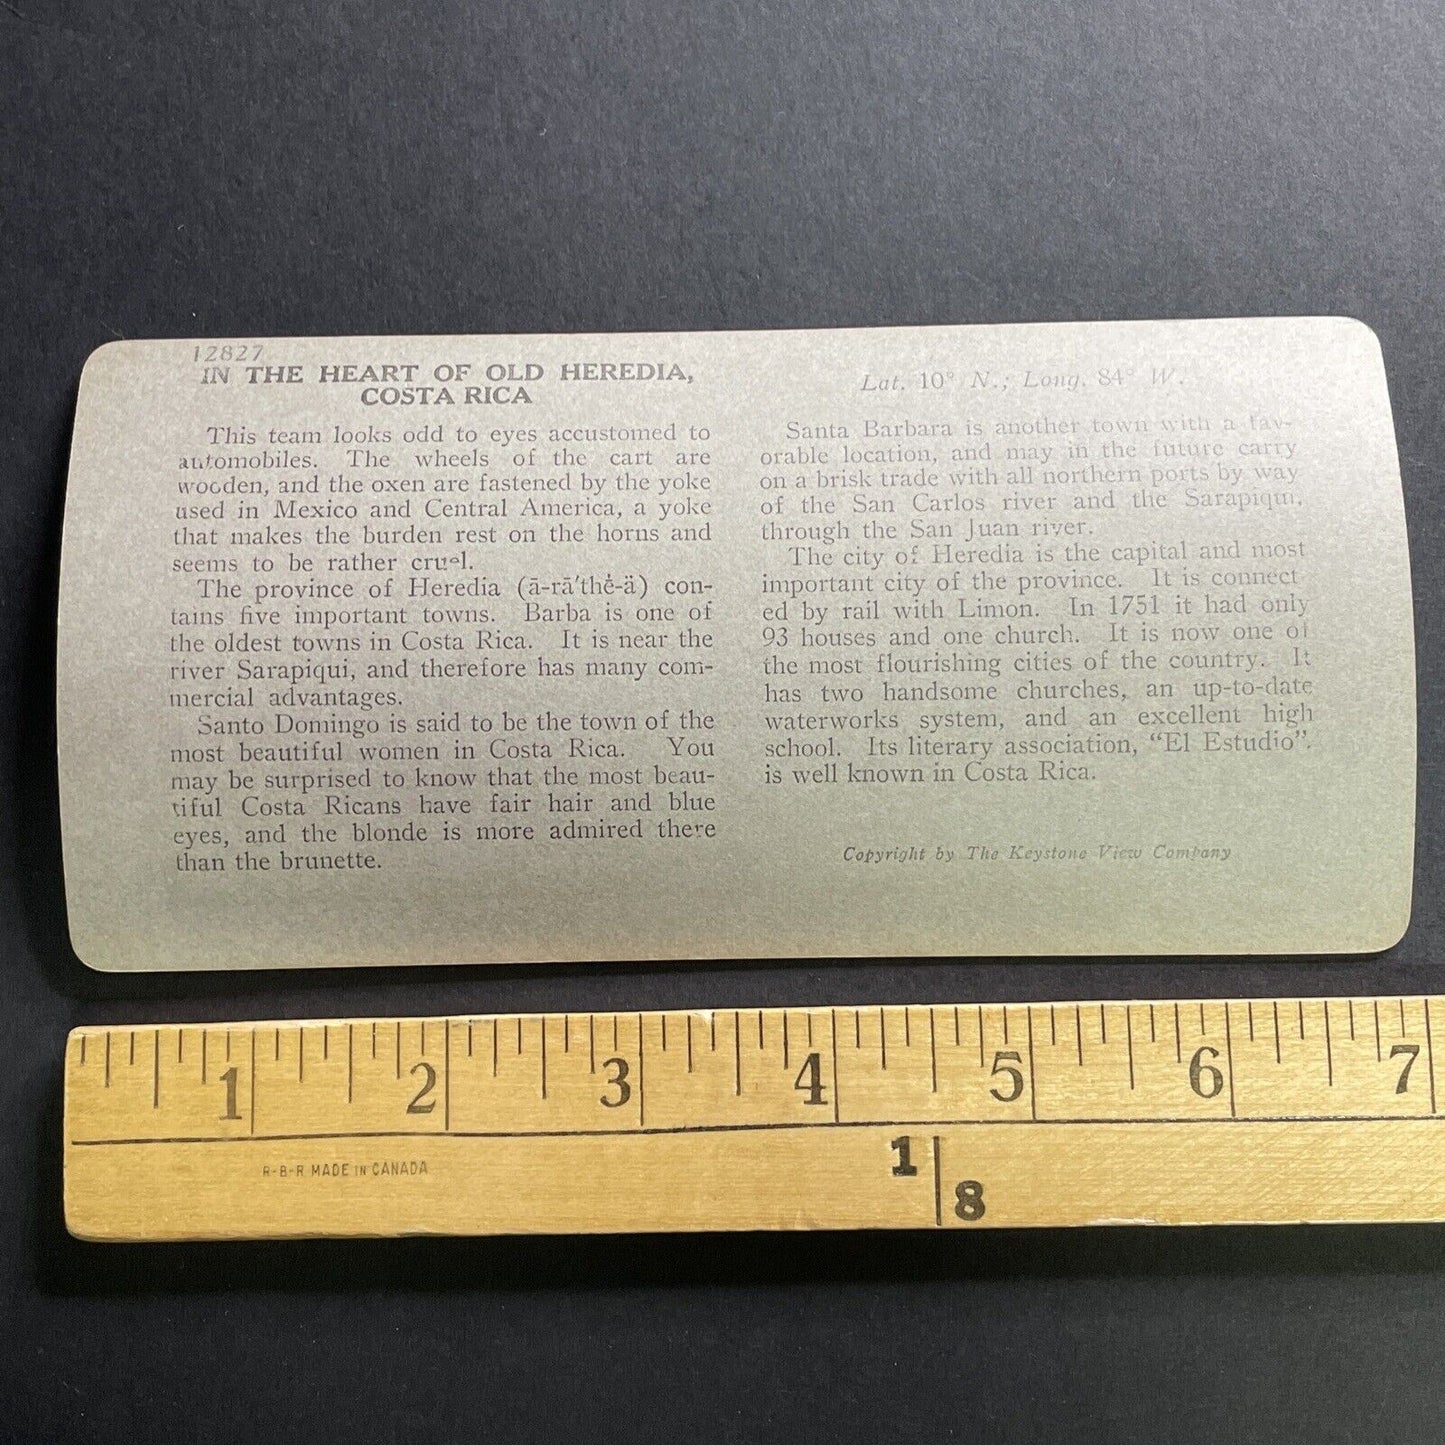 12827
IN THE HEART OF OLD HEREDIA,
COSTA RICA
This team looks odd to eyes accustomed to
automobiles. The wheels of the cart are
wooden, and the oxen are fastened by the yoke
used in Mexico and Central America, a yoke
that makes the burden rest on the horns and
seems to be rather cruel.
The province of Heredia (ā-rā′thė-ä) con-
tains five important towns. Barba is one of
the oldest towns in Costa Rica. It is near the
river Sarapiqui, and therefore has many com-
mercial advantages.
Santo Domingo is said to be the town of the
most beautiful women in Costa Rica. You
may be surprised to know that the most beau-
tiful Costa Ricans have fair hair and blue
eyes, and the blonde is more admired there
than the brunette.
Lat. 10° N.; Long. 84° W.
Santa Barbara is another town with a fav-
orable location, and may in the future carry
on a brisk trade with all northern ports by way
of the San Carlos river and the Sarapiqui,
through the San Juan river.
The city of Heredia is the capital and most
important city of the province. It is connect
ed by rail with Limon. In 1751 it had only
93 houses and one church. It is now one of
the most flourishing cities of the country. It
has two handsome churches, an up-to-date
waterworks system, and an excellent high
school. Its literary association, "El Estudio".
is well known in Costa Rica.
Copyright by The Keystone View Company
1 2 3 4 5 6 7
R-B-R MADE IN CANADA
1
8